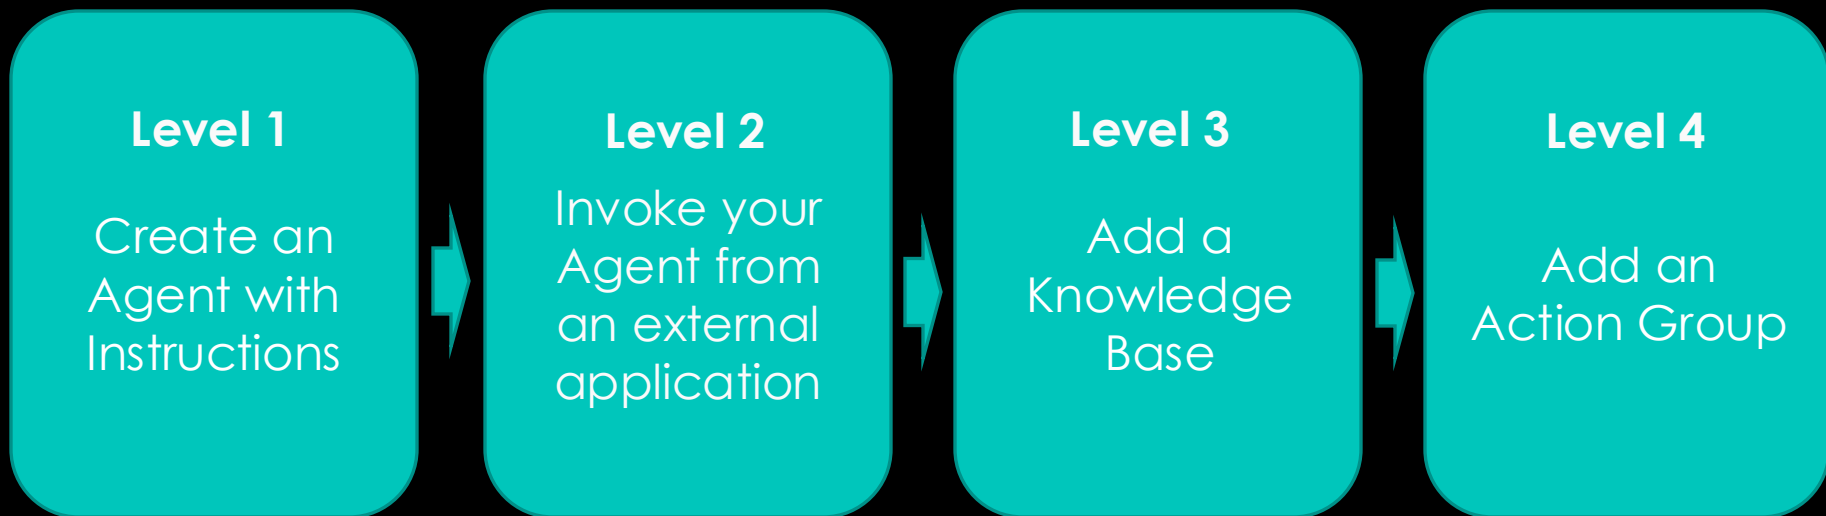 Level 1
Create an
Agent with
Instructions
Level 2
Invoke your
Agent from
an external
application
Level 3
Add a
Knowledge
Base
Level 4
Add an
Action Group